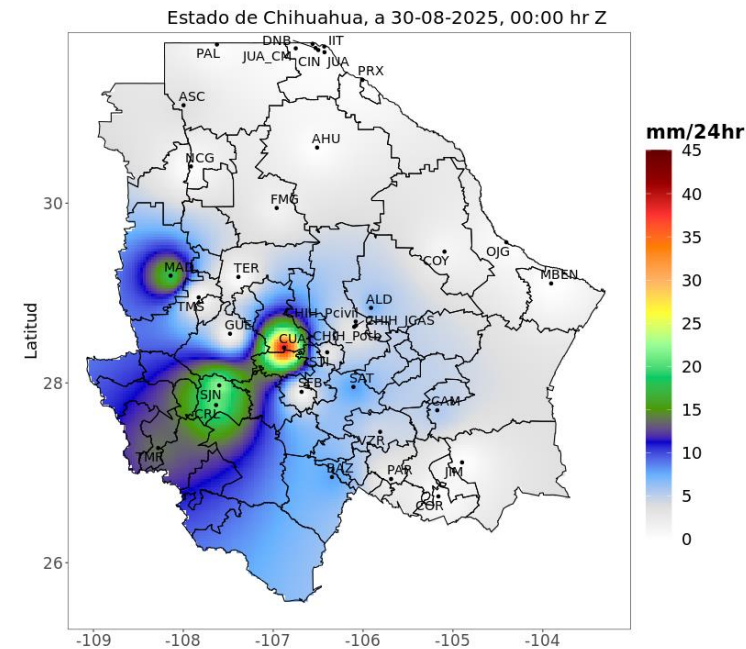 Estado de Chihuahua, a 30-08-2025, 00:00 hr Z
mm/24hr
45
40
35
30
25
20
15
10
5
0
Latitud
30
28
26
-109
-108
-107
-106
-105
-104
DNB
IIT
PAL
JUA_CM
CIN
JUA
PRX
ASC
AHU
NCG
FMG
COY
OJG
MAD
TER
MBEN
TMS
ALD
CHIH_Pcivil
CHIH_JCAS
GUE
CUA
CHIH_Potb
STI
SFB
SAT
SJN
CRL
CAM
VZR
TMR
BAZ
PAR
JIM
COR